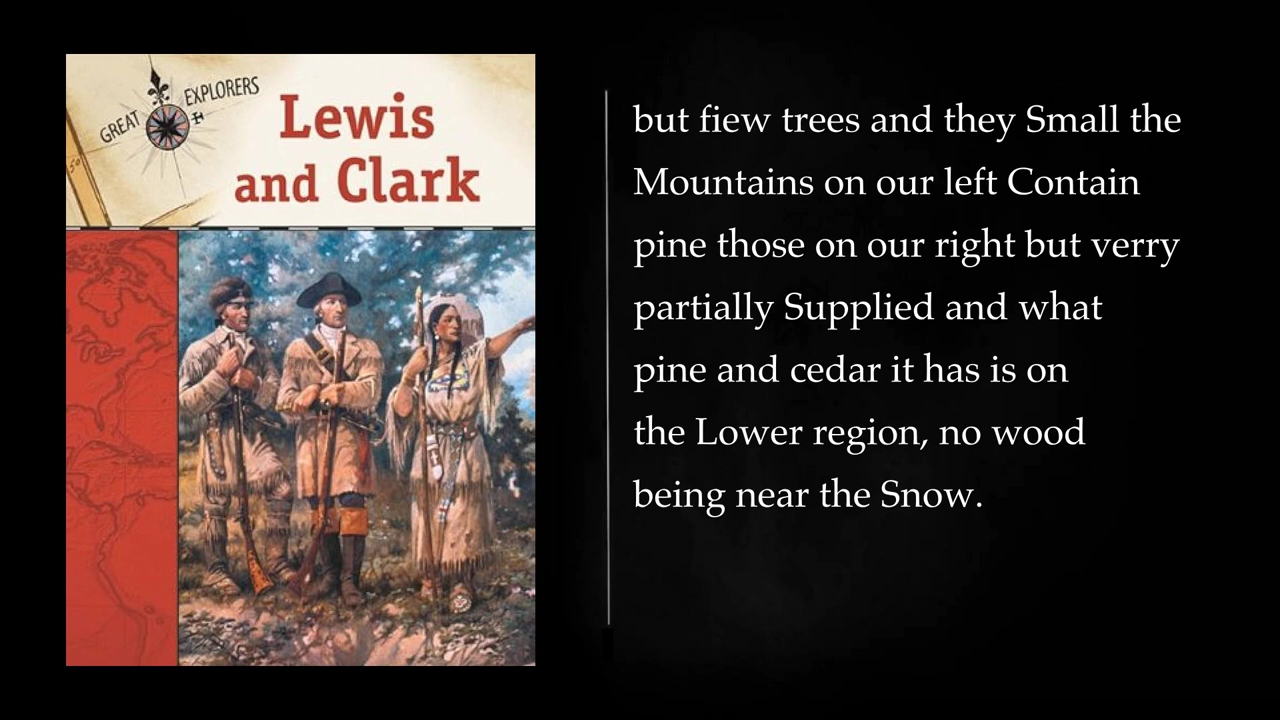 GREAT EXPLORERS
Lewis
and Clark
50
but fiew trees and they Small the
Mountains on our left Contain
pine those on our right but verry
partially Supplied and what
pine and cedar it has is on
the Lower region, no wood
being near the Snow.